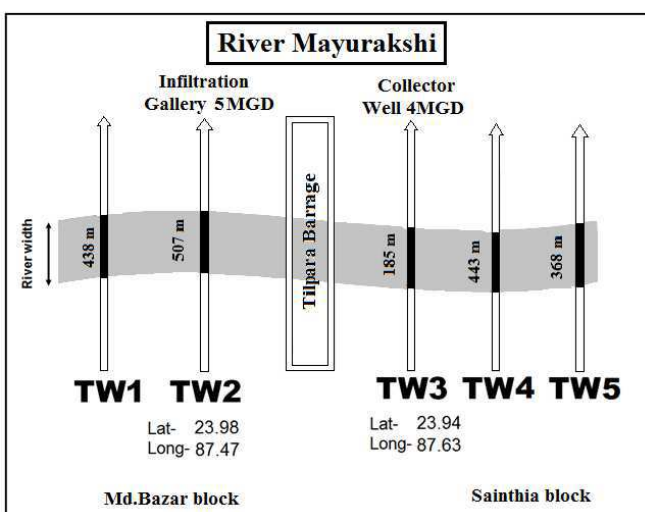 River Mayurakshi
Infiltration
Gallery 5MGD
Collector
Well 4MGD
River width
438 m
507 m
Tilpara Barrage
185 m
443 m
368 m
TW1 TW2 TW3 TW4 TW5
Lat- 23.98
Long- 87.47
Lat- 23.94
Long- 87.63
Md.Bazar block
Sainthia block